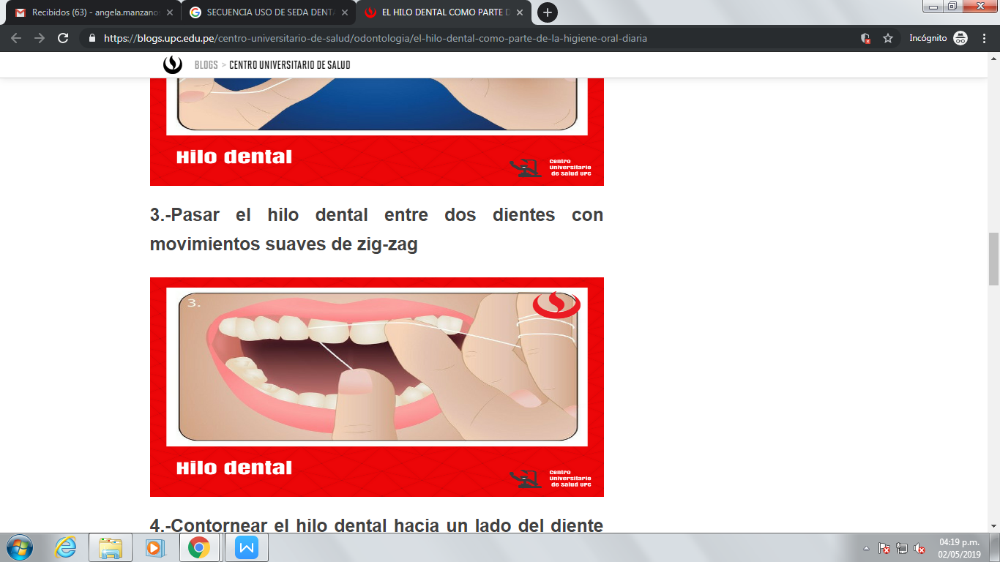 Recibidos (63) - angela.manzano
SECUENCIA USO DE SEDA DENT
EL HILO DENTAL COMO PARTE D
https://blogs.upc.edu.pe/centro-universitario-de-salud/odontologia/el-hilo-dental-como-parte-de-la-higiene-oral-diaria
Incógnito
BLOGS > CENTRO UNIVERSITARIO DE SALUD
Hilo dental
Centro
Universitario
de Salud UPC
3.-Pasar el hilo dental entre dos dientes con
movimientos suaves de zig-zag
3.
Hilo dental
Centro
Universitario
de Salud UPC
4.-Contornear el hilo dental hacia un lado del diente
04:19 p.m.
02/05/2019